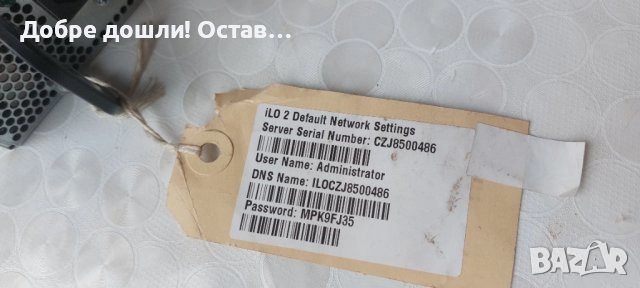 Добре дошли! Остав...
iLO 2 Default Network Settings
Server Serial Number: CZJ8500486
User Name: Administrator
DNS Name: ILOCZJ8500486
Password: MPK9FJ35
BAZAR